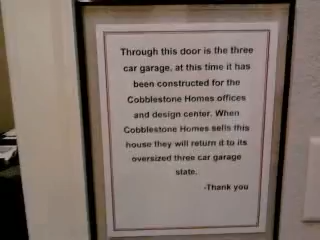 Through this door is the three
car garage, at this time it has
been constructed for the
Cobblestone Homes offices
and design center. When
Cobblestone Homes sells this
house they will return it to its
oversized three car garage
state.
-Thank you